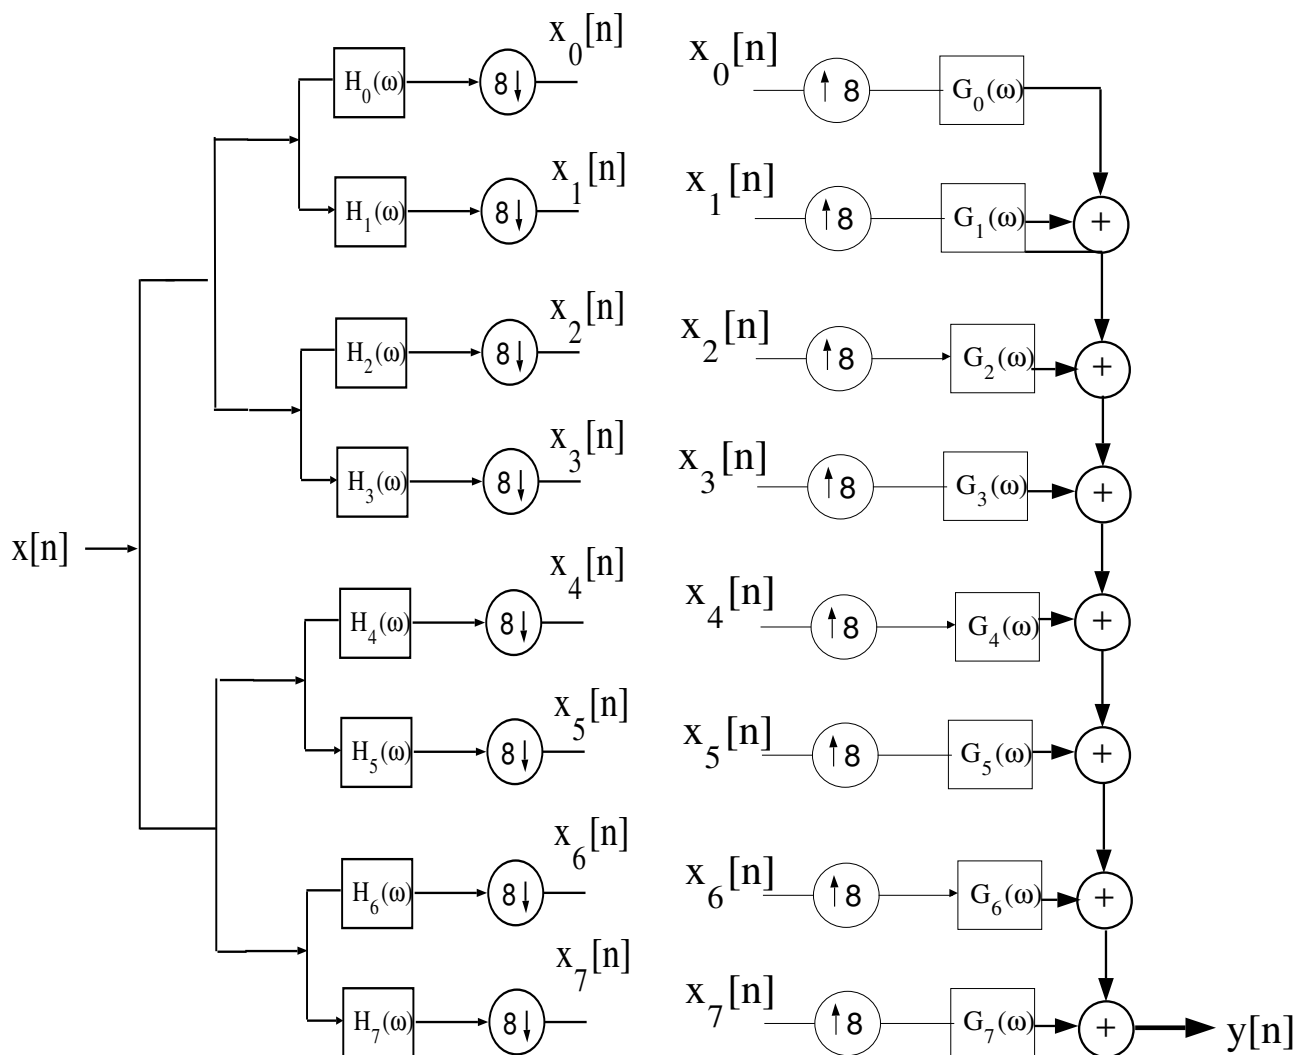 x_0[n]
H_0(ω)
8↓
x_1[n]
H_1(ω)
8↓
x_2[n]
H_2(ω)
8↓
x_3[n]
H_3(ω)
8↓
x[n]
x_4[n]
H_4(ω)
8↓
x_5[n]
H_5(ω)
8↓
x_6[n]
H_6(ω)
8↓
x_7[n]
H_7(ω)
8↓
x_0[n]
↑8
G_0(ω)
x_1[n]
↑8
G_1(ω)
+
x_2[n]
↑8
G_2(ω)
+
x_3[n]
↑8
G_3(ω)
+
x_4[n]
↑8
G_4(ω)
+
x_5[n]
↑8
G_5(ω)
+
x_6[n]
↑8
G_6(ω)
+
x_7[n]
↑8
G_7(ω)
+
y[n]